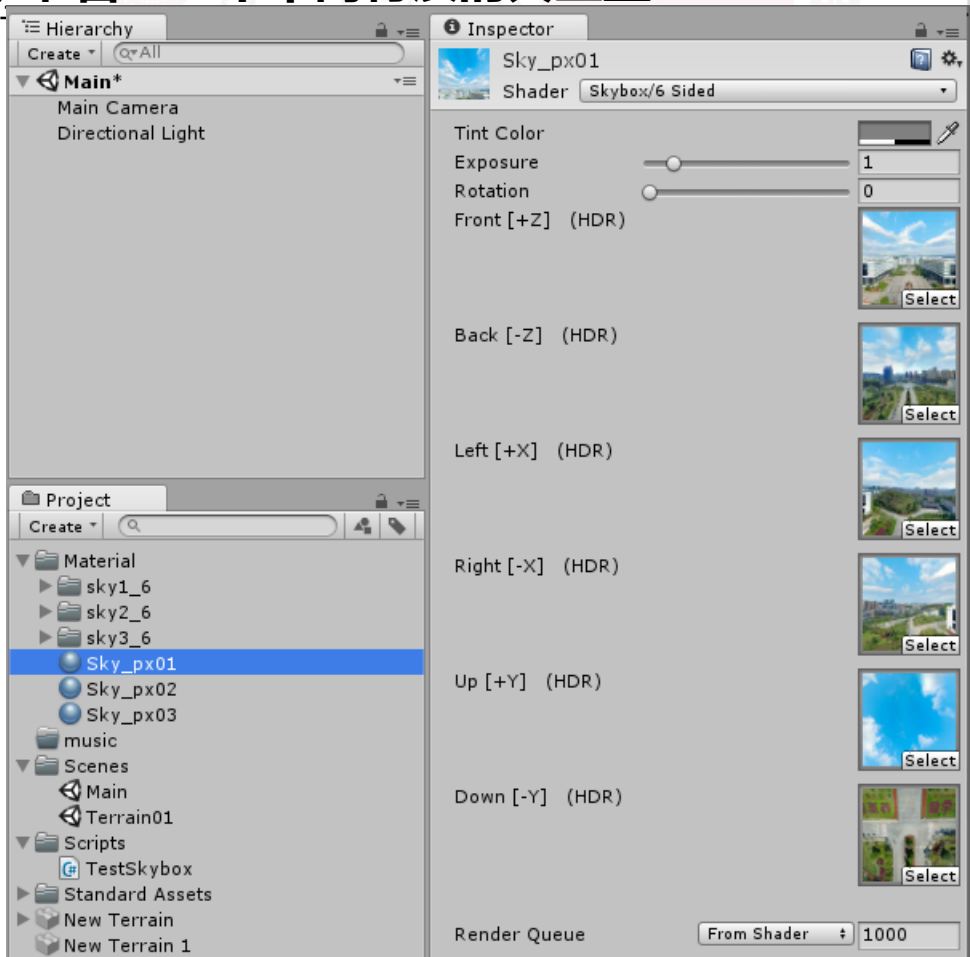 Hierarchy
Create
All
Main*
Main Camera
Directional Light
Project
Create
Material
sky1_6
sky2_6
sky3_6
Sky_px01
Sky_px02
Sky_px03
music
Scenes
Main
Terrain01
Scripts
TestSkybox
Standard Assets
New Terrain
New Terrain 1
Inspector
Sky_px01
Shader Skybox/6 Sided
Tint Color
Exposure 1
Rotation 0
Front [+Z] (HDR)
Select
Back [-Z] (HDR)
Select
Left [+X] (HDR)
Select
Right [-X] (HDR)
Select
Up [+Y] (HDR)
Select
Down [-Y] (HDR)
Select
Render Queue From Shader 1000